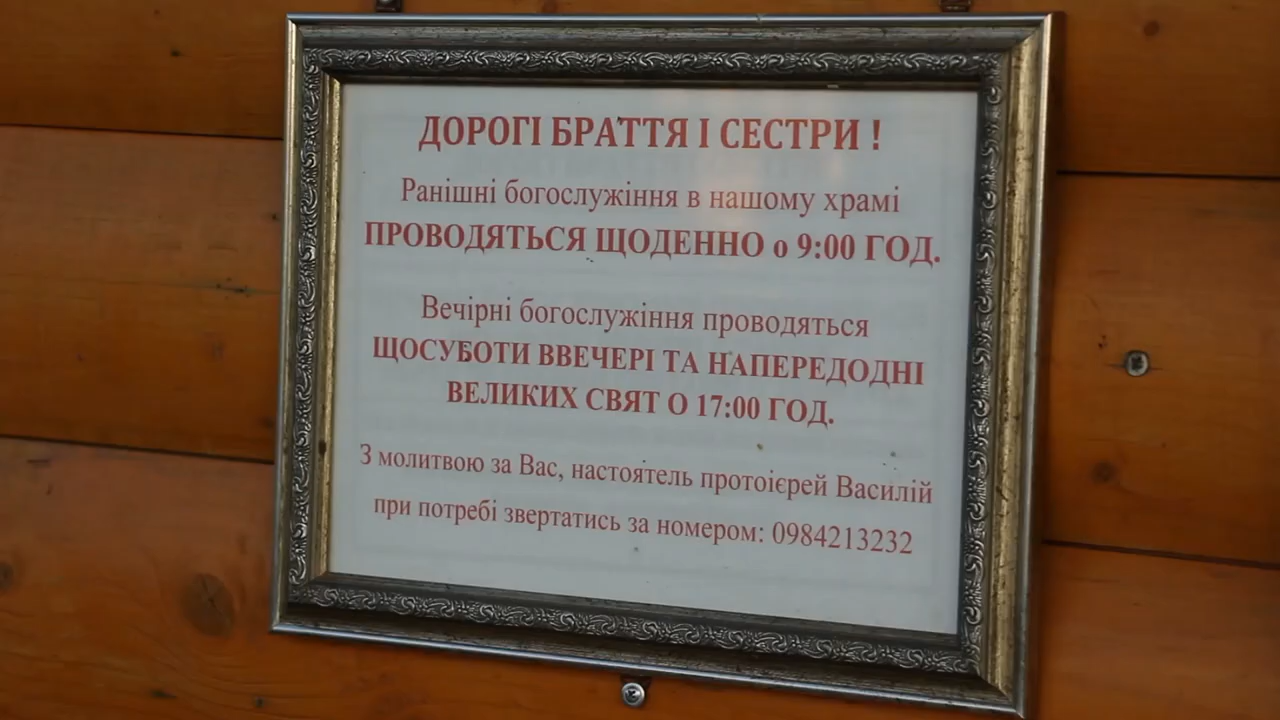 ДОРОГІ БРАТТЯ І СЕСТРИ !
Ранішні богослужіння в нашому храмі
ПРОВОДЯТЬСЯ ЩОДЕННО о 9:00 ГОД.
Вечірні богослужіння проводяться
ЩОСУБОТИ ВВЕЧЕРІ ТА НАПЕРЕДОДНІ
ВЕЛИКИХ СВЯТ О 17:00 ГОД.
З молитвою за Вас, настоятель протоієрей Василій
при потребі звертатись за номером: 0984213232